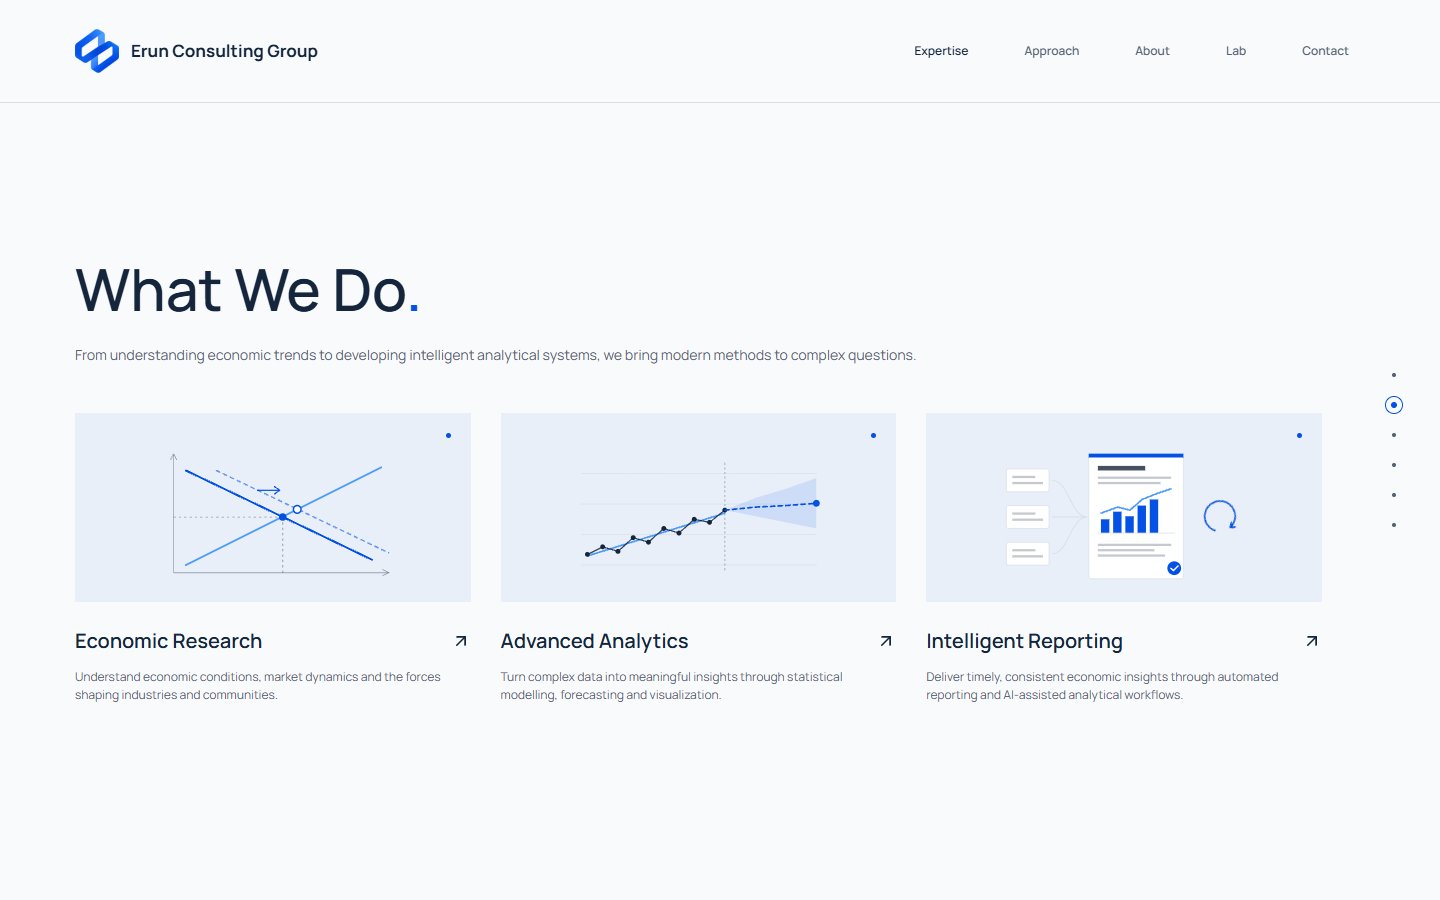 Erun Consulting Group
Expertise
Approach
About
Lab
Contact
What We Do.
From understanding economic trends to developing intelligent analytical systems, we bring modern methods to complex questions.
Economic Research
Understand economic conditions, market dynamics and the forces
shaping industries and communities.
Advanced Analytics
Turn complex data into meaningful insights through statistical
modelling, forecasting and visualization.
Intelligent Reporting
Deliver timely, consistent economic insights through automated
reporting and AI-assisted analytical workflows.